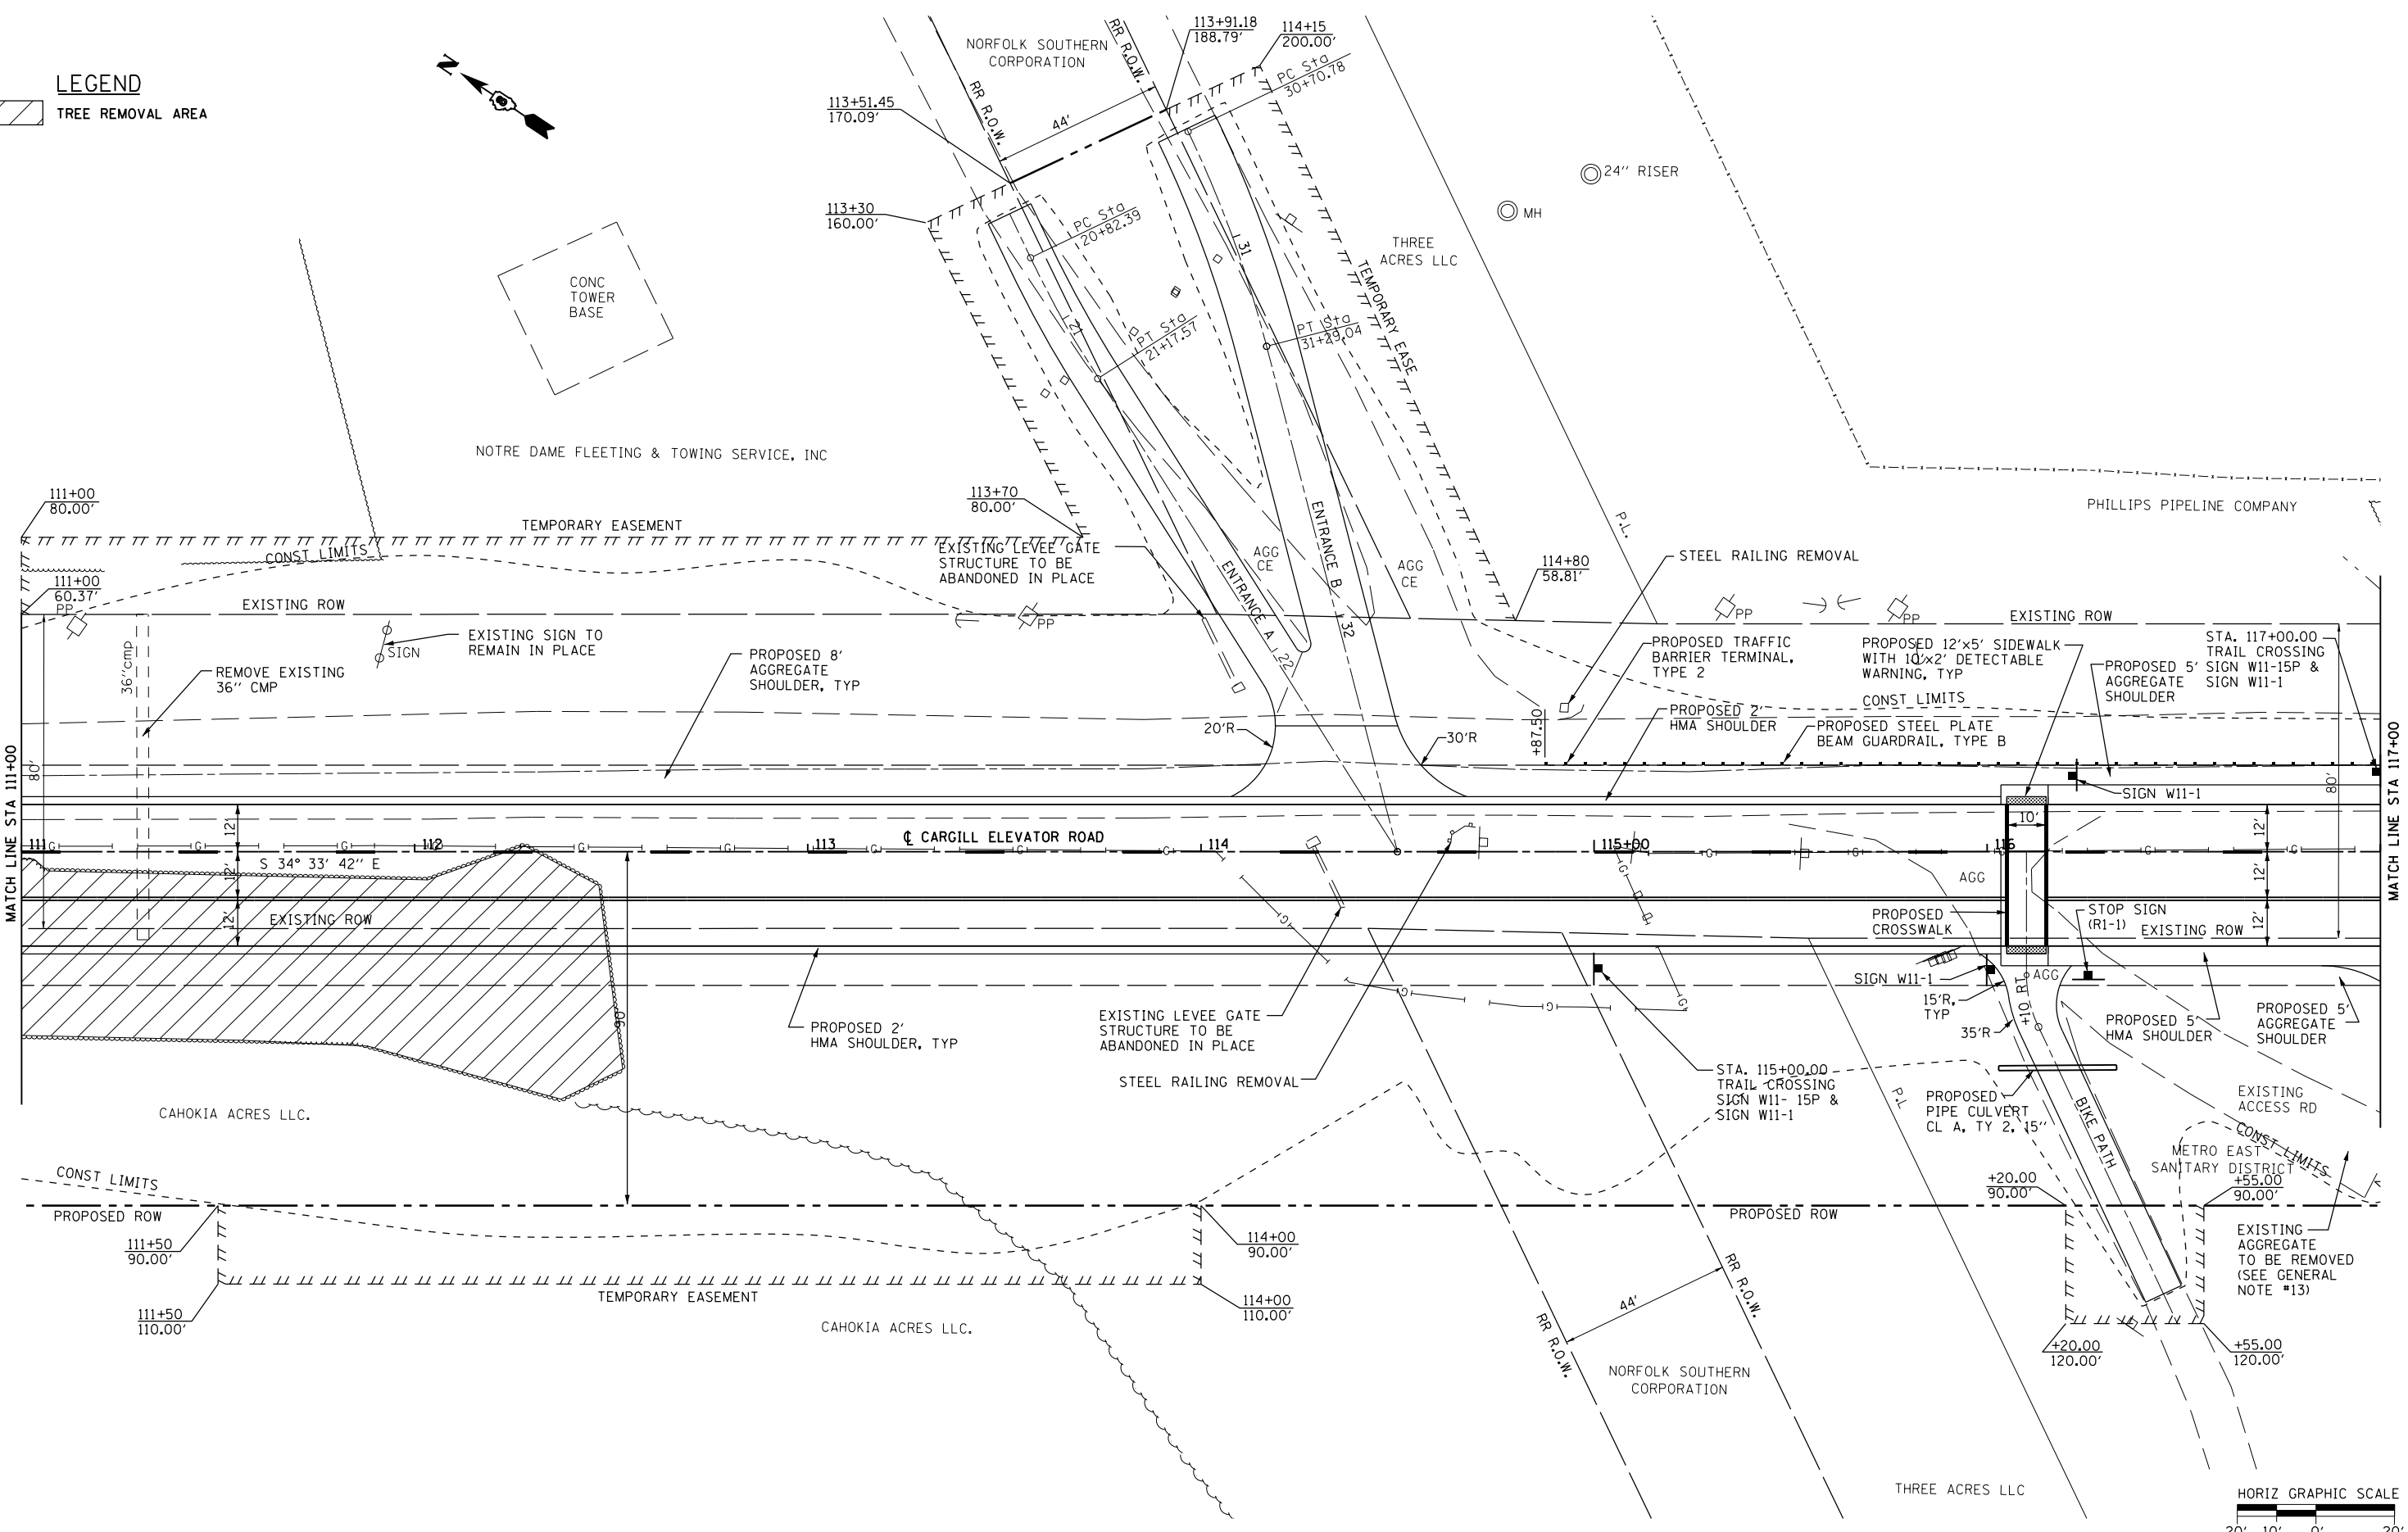 LEGEND
TREE REMOVAL AREA
N
NORFOLK SOUTHERN
CORPORATION
RR R.O.W.
RR R.O.W.
113+91.18
188.79'
114+15
200.00'
PC Sta
30+70.78
113+51.45
170.09'
44'
113+30
160.00'
PC Sta
20+82.39
24'' RISER
MH
THREE
ACRES LLC
CONC
TOWER
BASE
31
21
PT Sta
21+17.57
PT Sta
31+29.04
TEMPORARY EASE
NOTRE DAME FLEETING & TOWING SERVICE, INC
111+00
80.00'
113+70
80.00'
TEMPORARY EASEMENT
CONST LIMITS
EXISTING LEVEE GATE
STRUCTURE TO BE
ABANDONED IN PLACE
ENTRANCE A
ENTRANCE B
AGG
CE
AGG
CE
P.L.
PHILLIPS PIPELINE COMPANY
STEEL RAILING REMOVAL
114+80
58.81'
111+00
60.37'
PP
EXISTING ROW
PP
PP
PP
EXISTING ROW
32
22
36''cmp
SIGN
EXISTING SIGN TO
REMAIN IN PLACE
REMOVE EXISTING
36'' CMP
PROPOSED 8'
AGGREGATE
SHOULDER, TYP
PROPOSED TRAFFIC
BARRIER TERMINAL,
TYPE 2
PROPOSED 12'x5' SIDEWALK
WITH 10'x2' DETECTABLE
WARNING, TYP
PROPOSED 5'
AGGREGATE
SHOULDER
STA. 117+00.00
TRAIL CROSSING
SIGN W11-15P &
SIGN W11-1
CONST LIMITS
PROPOSED 2'
HMA SHOULDER
PROPOSED STEEL PLATE
BEAM GUARDRAIL, TYPE B
+87.50
20'R
30'R
80'
80'
SIGN W11-1
MATCH LINE STA 111+00
MATCH LINE STA 117+00
12'
10'
12'
111
112
113
℄ CARGILL ELEVATOR ROAD
114
115+00
116
G G G G G G G G G G G G G G
S 34° 33' 42'' E
12'
12'
AGG
EXISTING ROW
12'
12'
PROPOSED
CROSSWALK
STOP SIGN
(R1-1)
EXISTING ROW
G G G G G
SIGN W11-1
AGG
15'R,
TYP
+10 RT
35'R
90'
PROPOSED 2'
HMA SHOULDER, TYP
EXISTING LEVEE GATE
STRUCTURE TO BE
ABANDONED IN PLACE
PROPOSED 5'
HMA SHOULDER
PROPOSED 5'
AGGREGATE
SHOULDER
STEEL RAILING REMOVAL
STA. 115+00.00
TRAIL CROSSING
SIGN W11- 15P &
SIGN W11-1
P.L
PROPOSED
PIPE CULVERT
CL A, TY 2, 15''
BIKE PATH
EXISTING
ACCESS RD
CONST LIMITS
METRO EAST
SANITARY DISTRICT
CAHOKIA ACRES LLC.
CONST LIMITS
PROPOSED ROW
PROPOSED ROW
+20.00
90.00'
+55.00
90.00'
111+50
90.00'
114+00
90.00'
EXISTING
AGGREGATE
TO BE REMOVED
(SEE GENERAL
NOTE #13)
TEMPORARY EASEMENT
111+50
110.00'
114+00
110.00'
CAHOKIA ACRES LLC.
44'
RR R.O.W.
RR R.O.W.
+20.00
120.00'
+55.00
120.00'
NORFOLK SOUTHERN
CORPORATION
THREE ACRES LLC
HORIZ GRAPHIC SCALE
20' 10' 0' 20'